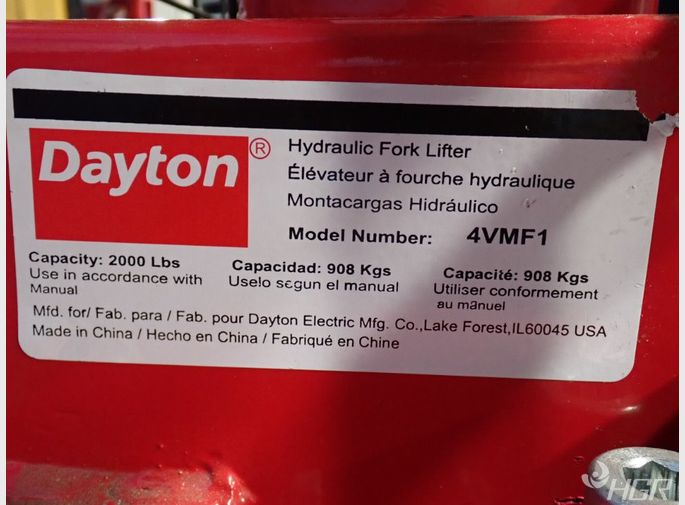 Dayton®
Hydraulic Fork Lifter
Élévateur à fourche hydraulique
Montacargas Hidráulico
Model Number: 4VMF1
Capacity: 2000 Lbs
Use in accordance with
Manual
Capacidad: 908 Kgs
Uselo segun el manual
Capacité: 908 Kgs
Utiliser conformement
au manuel
Mfd. for/ Fab. para / Fab. pour Dayton Electric Mfg. Co.,Lake Forest,IL60045 USA
Made in China / Hecho en China / Fabriqué en Chine
HGR